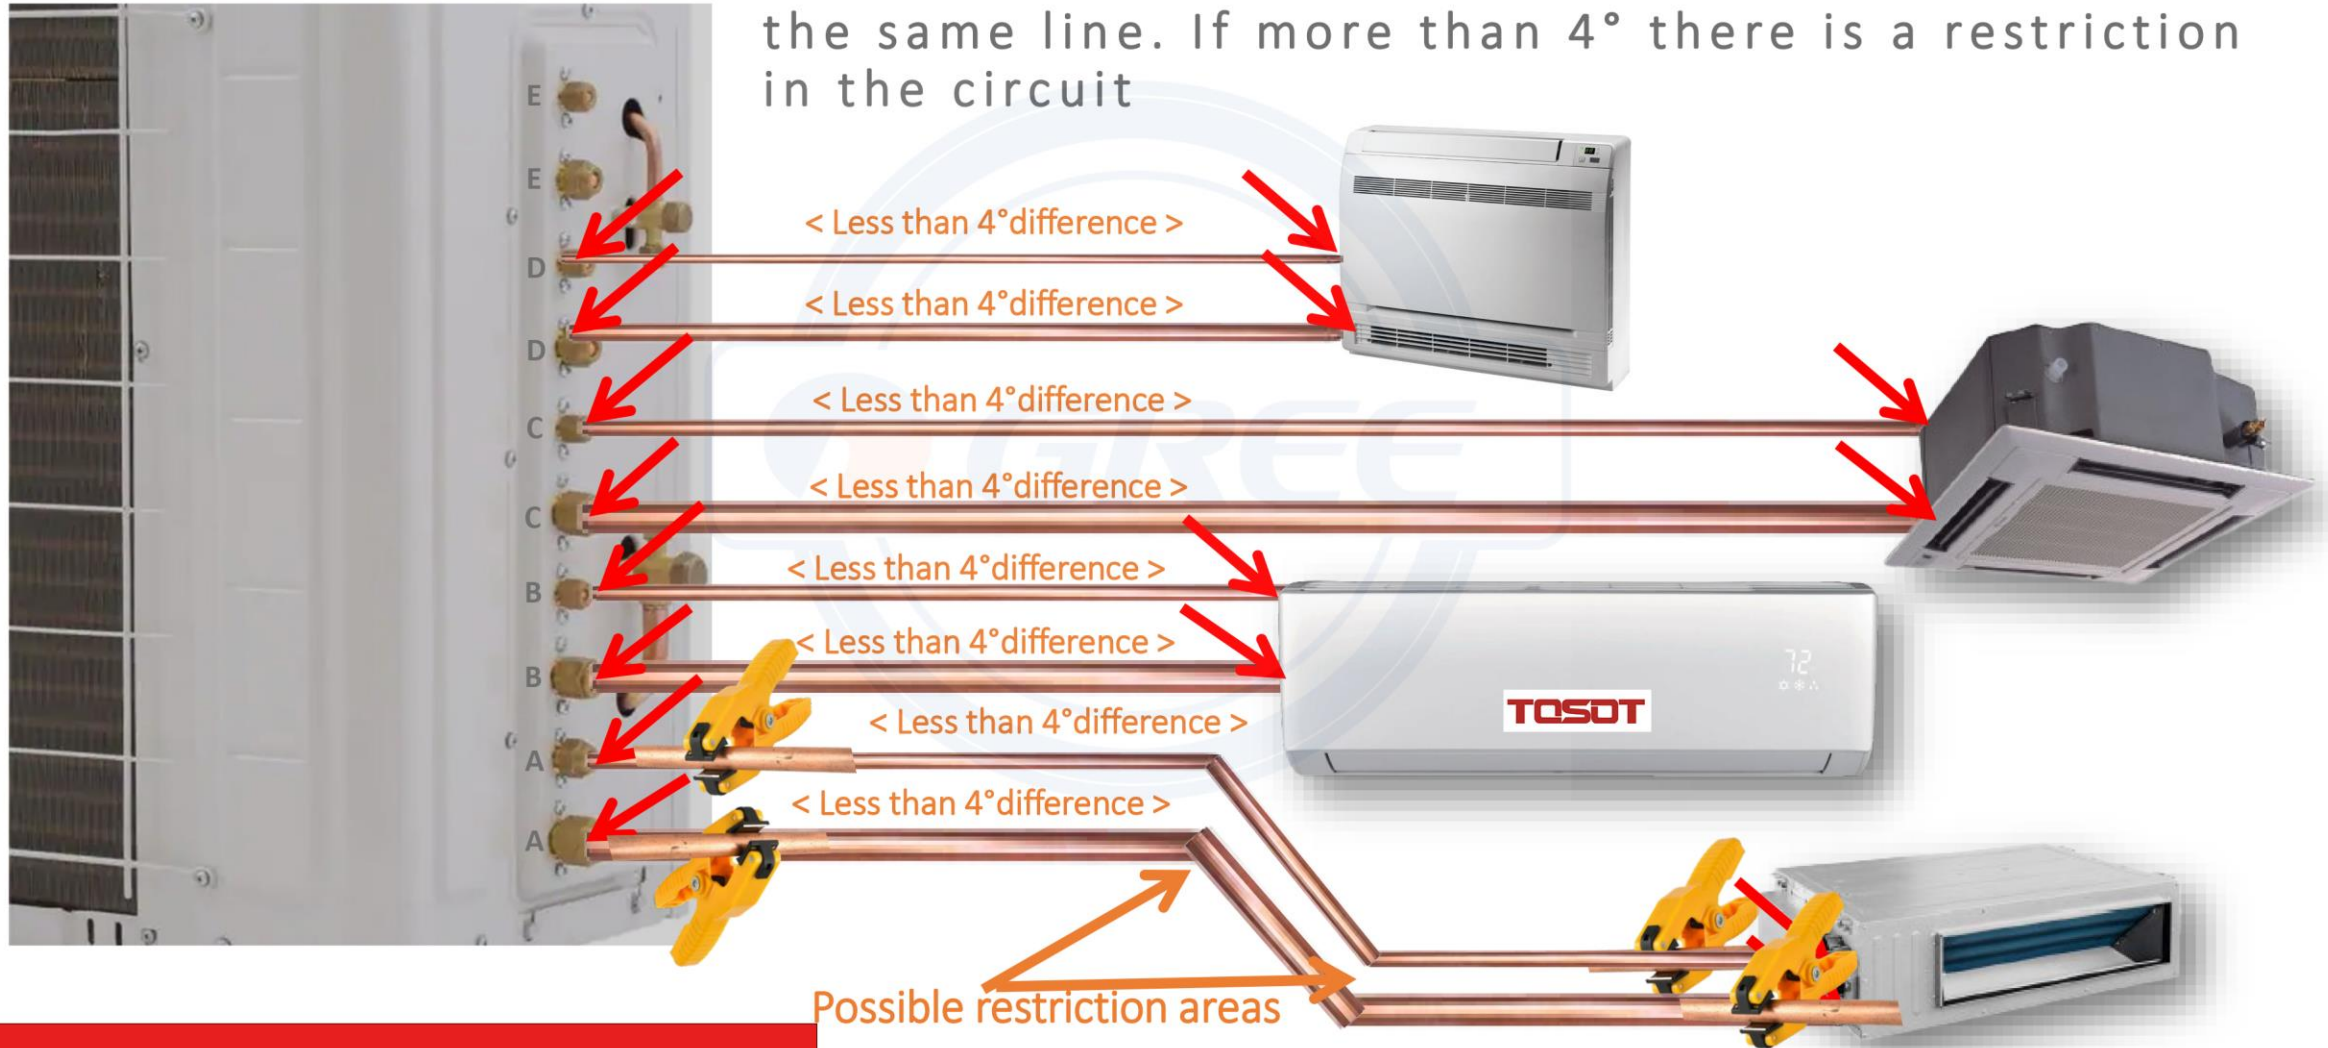 the same line. If more than 4° there is a restriction
in the circuit
E
E
< Less than 4°difference >
D
< Less than 4°difference >
D
< Less than 4°difference >
C
GREE
< Less than 4°difference >
C
< Less than 4°difference >
B
< Less than 4°difference >
B
72
TOSOT
< Less than 4°difference >
A
< Less than 4°difference >
A
Possible restriction areas